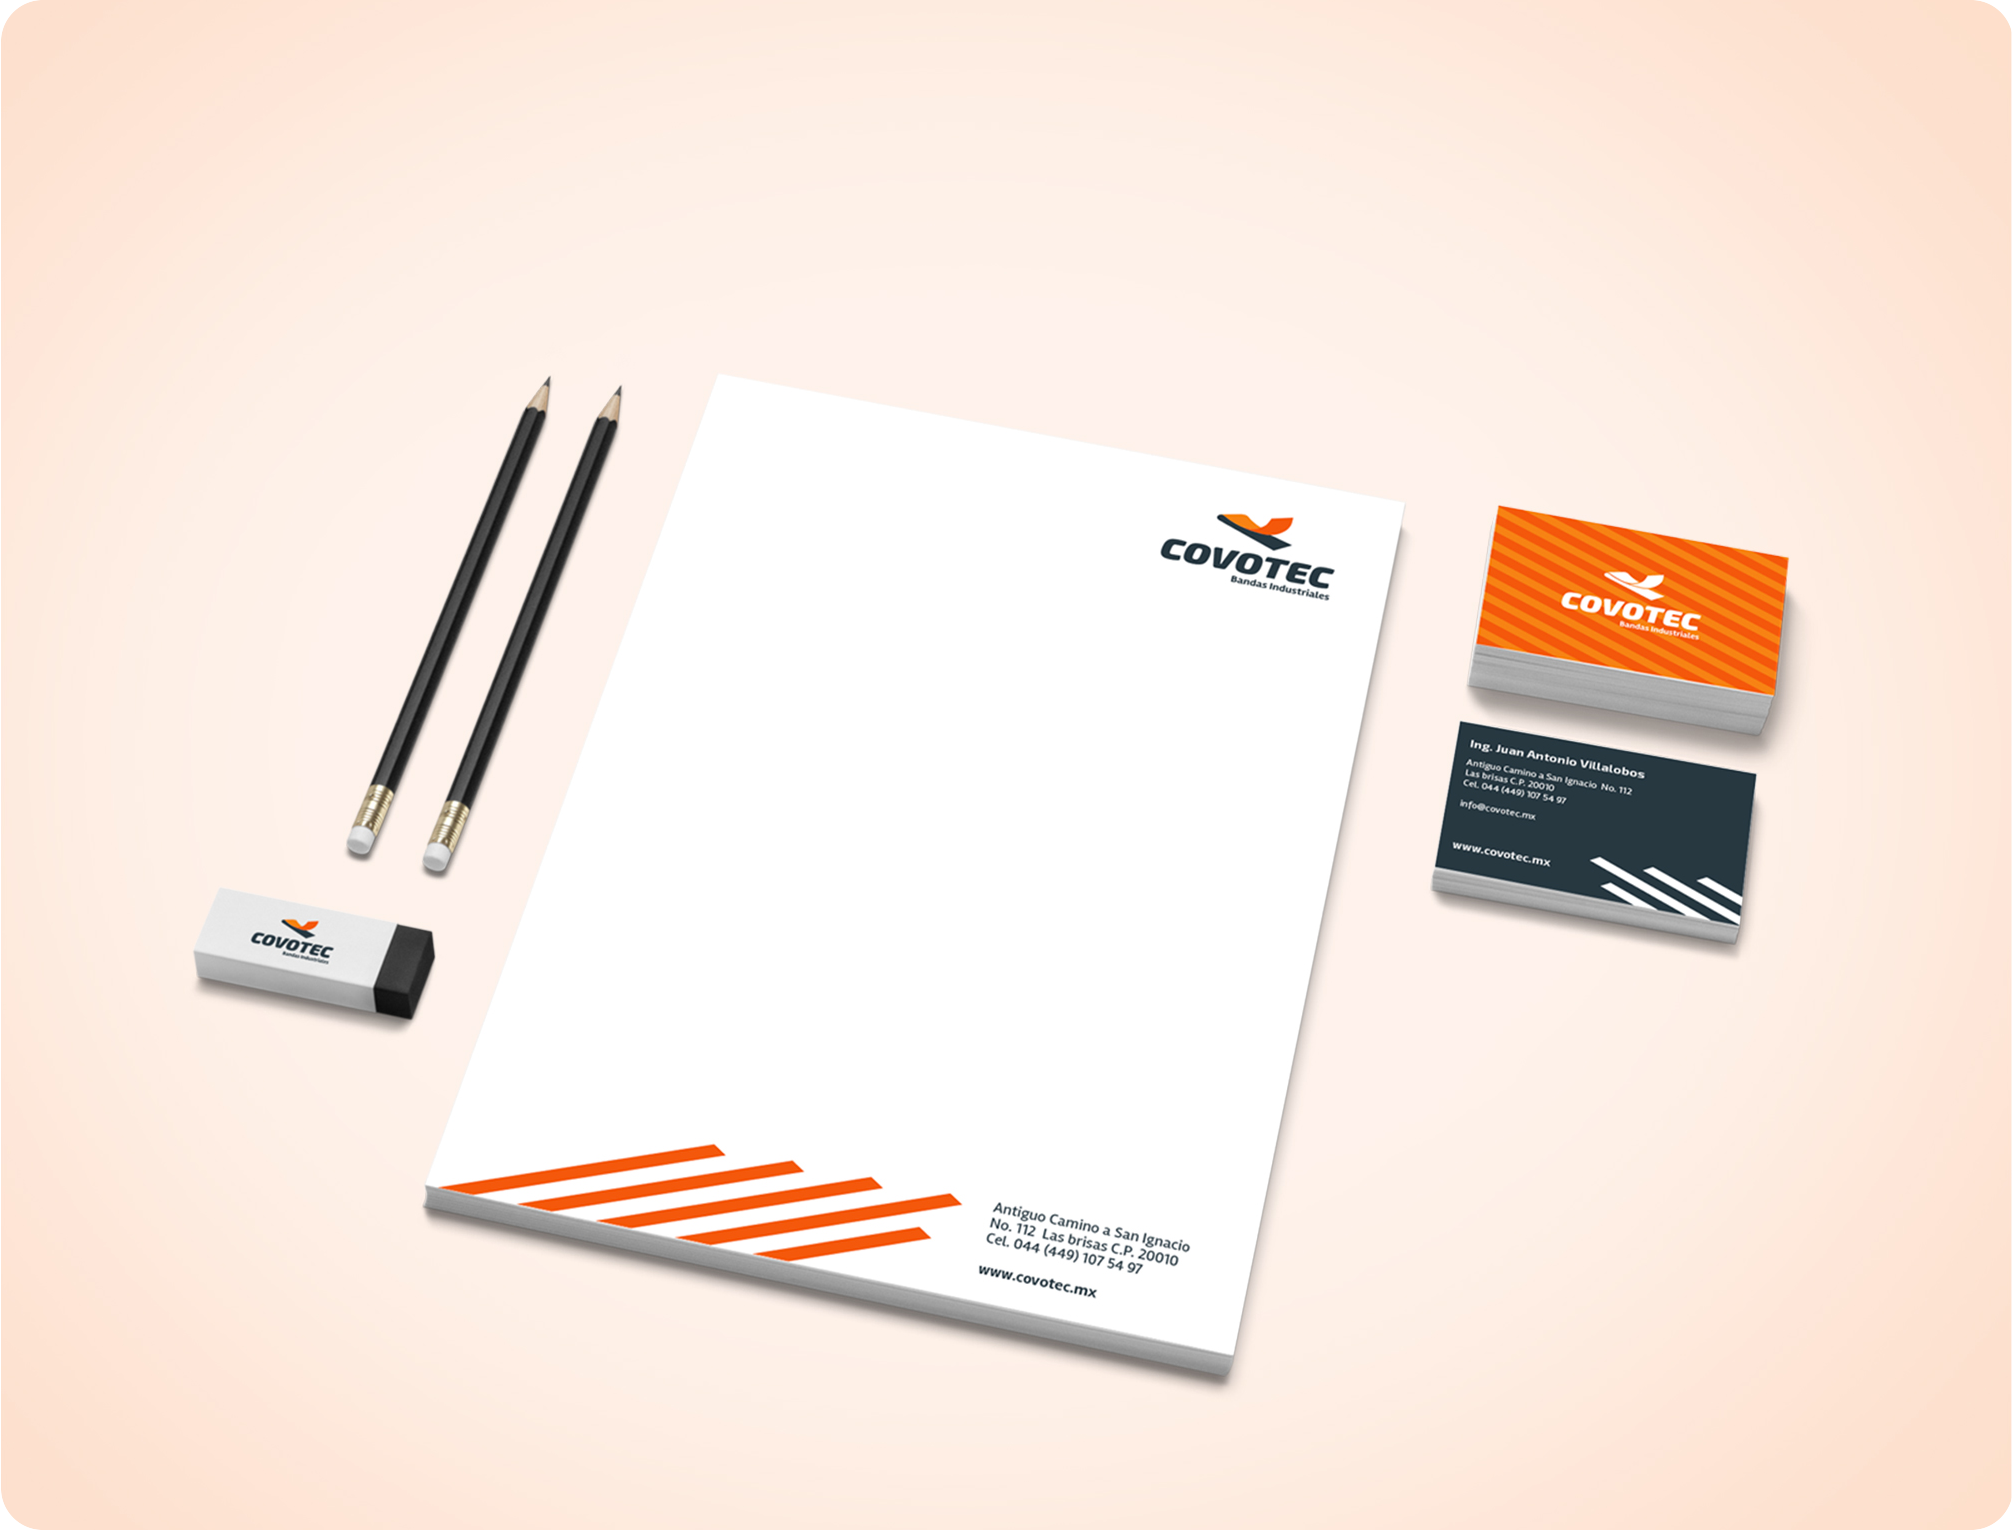 COVOTEC
Bandas Industriales
COVOTEC
Bandas Industriales
Ing. Juan Antonio Villalobos
Antiguo Camino a San Ignacio No. 112
Las brisas C.P. 20010
Cel. 044 (449) 107 54 97
info@covotec.mx
www.covotec.mx
COVOTEC
Bandas Industriales
Antiguo Camino a San Ignacio
No. 112 Las brisas C.P. 20010
Cel. 044 (449) 107 54 97
www.covotec.mx